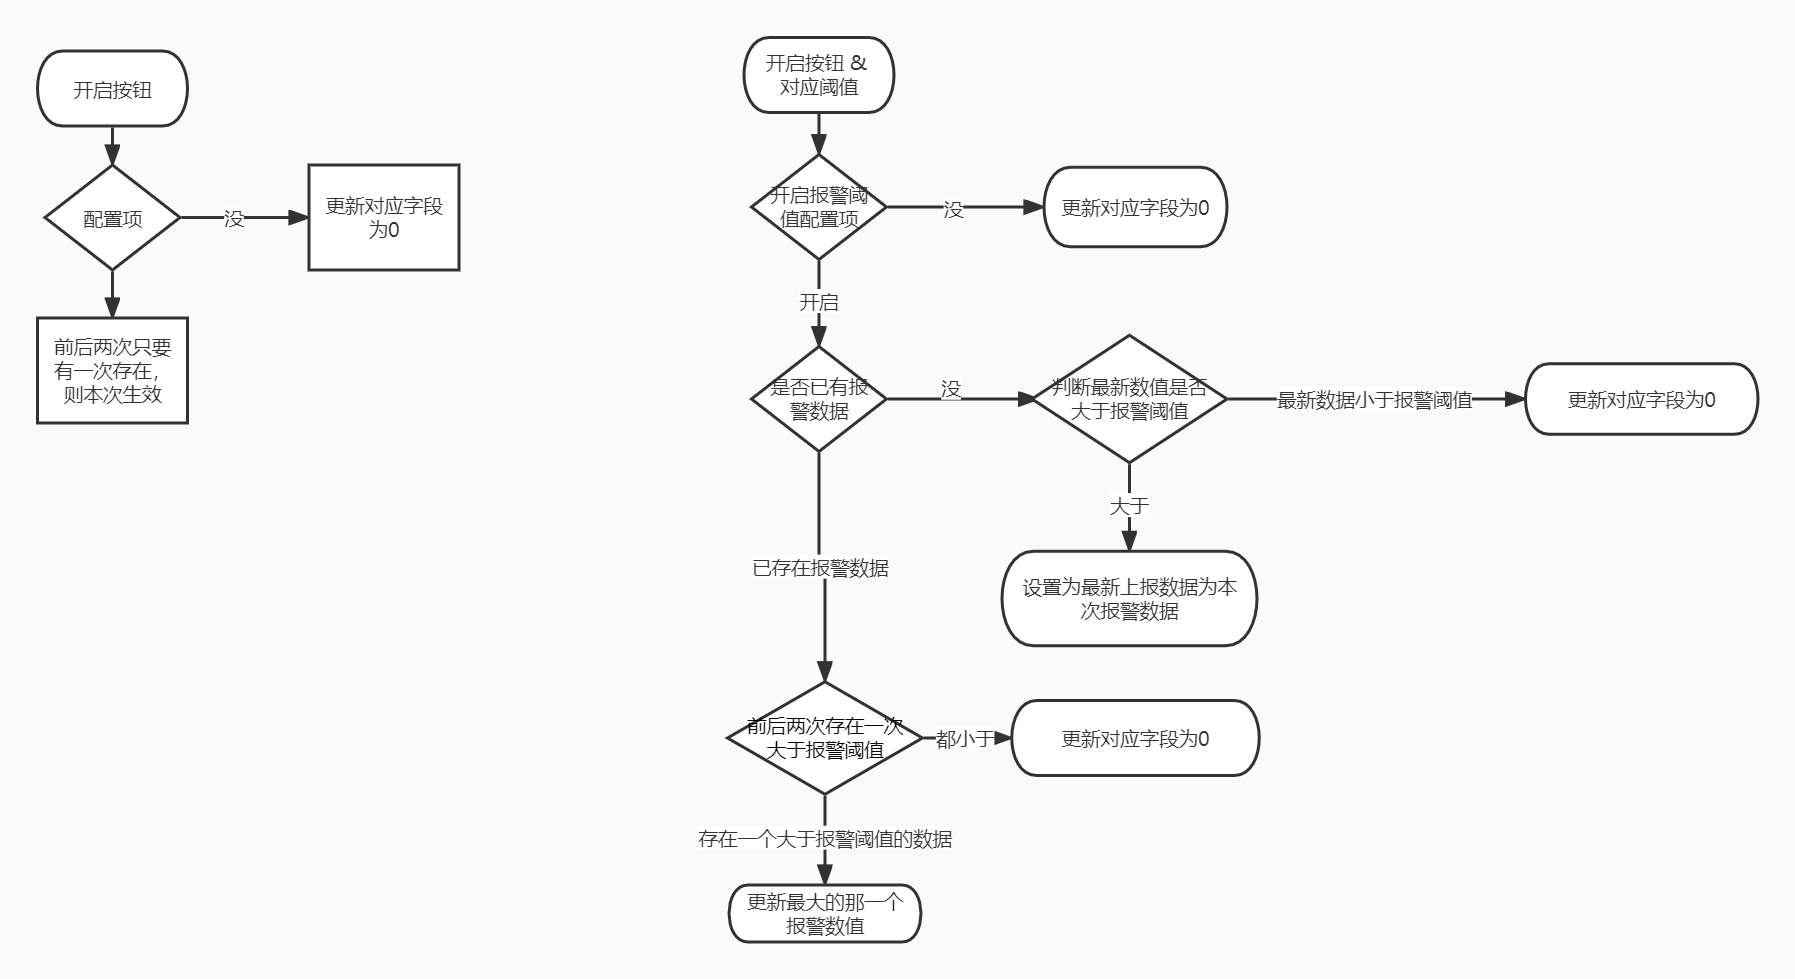 开启按钮
配置项
没
更新对应字段
为0
前后两次只要
有一次存在，
则本次生效
开启按钮 &
对应阈值
开启报警阈
值配置项
没
更新对应字段为0
开启
是否已有报
警数据
没
判断最新数值是否
大于报警阈值
最新数据小于报警阈值
更新对应字段为0
大于
设置为最新上报数据为本
次报警数据
已存在报警数据
前后两次存在一次
大于报警阈值
都小于
更新对应字段为0
存在一个大于报警阈值的数据
更新最大的那一个
报警数值